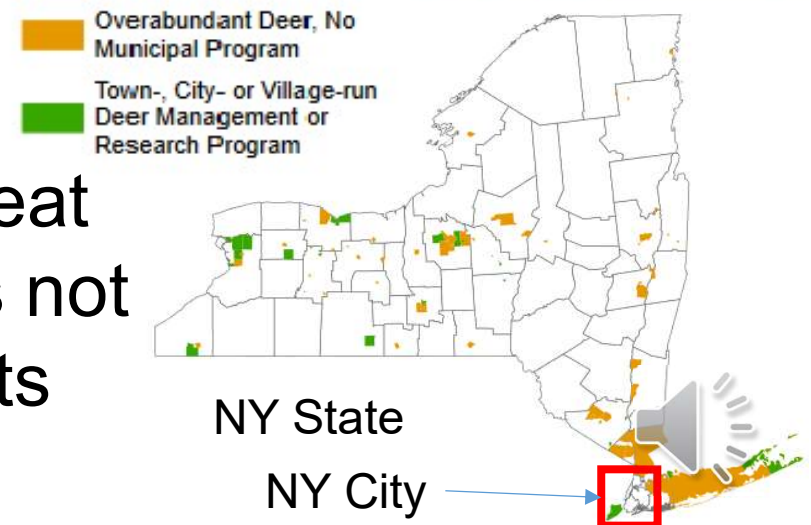 Overabundant Deer, No
Municipal Program
Town-, City- or Village-run
Deer Management or
Research Program
eat
not
ts
NY State
NY City